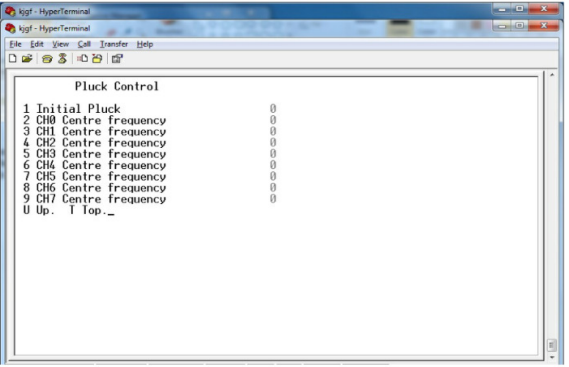 kjgf - HyperTerminal
kjgf - HyperTerminal
File Edit View Call Transfer Help
Pluck Control
1 Initial Pluck 0
2 CH0 Centre frequency 0
3 CH1 Centre frequency 0
4 CH2 Centre frequency 0
5 CH3 Centre frequency 0
6 CH4 Centre frequency 0
7 CH5 Centre frequency 0
8 CH6 Centre frequency 0
9 CH7 Centre frequency 0
U Up. T Top._